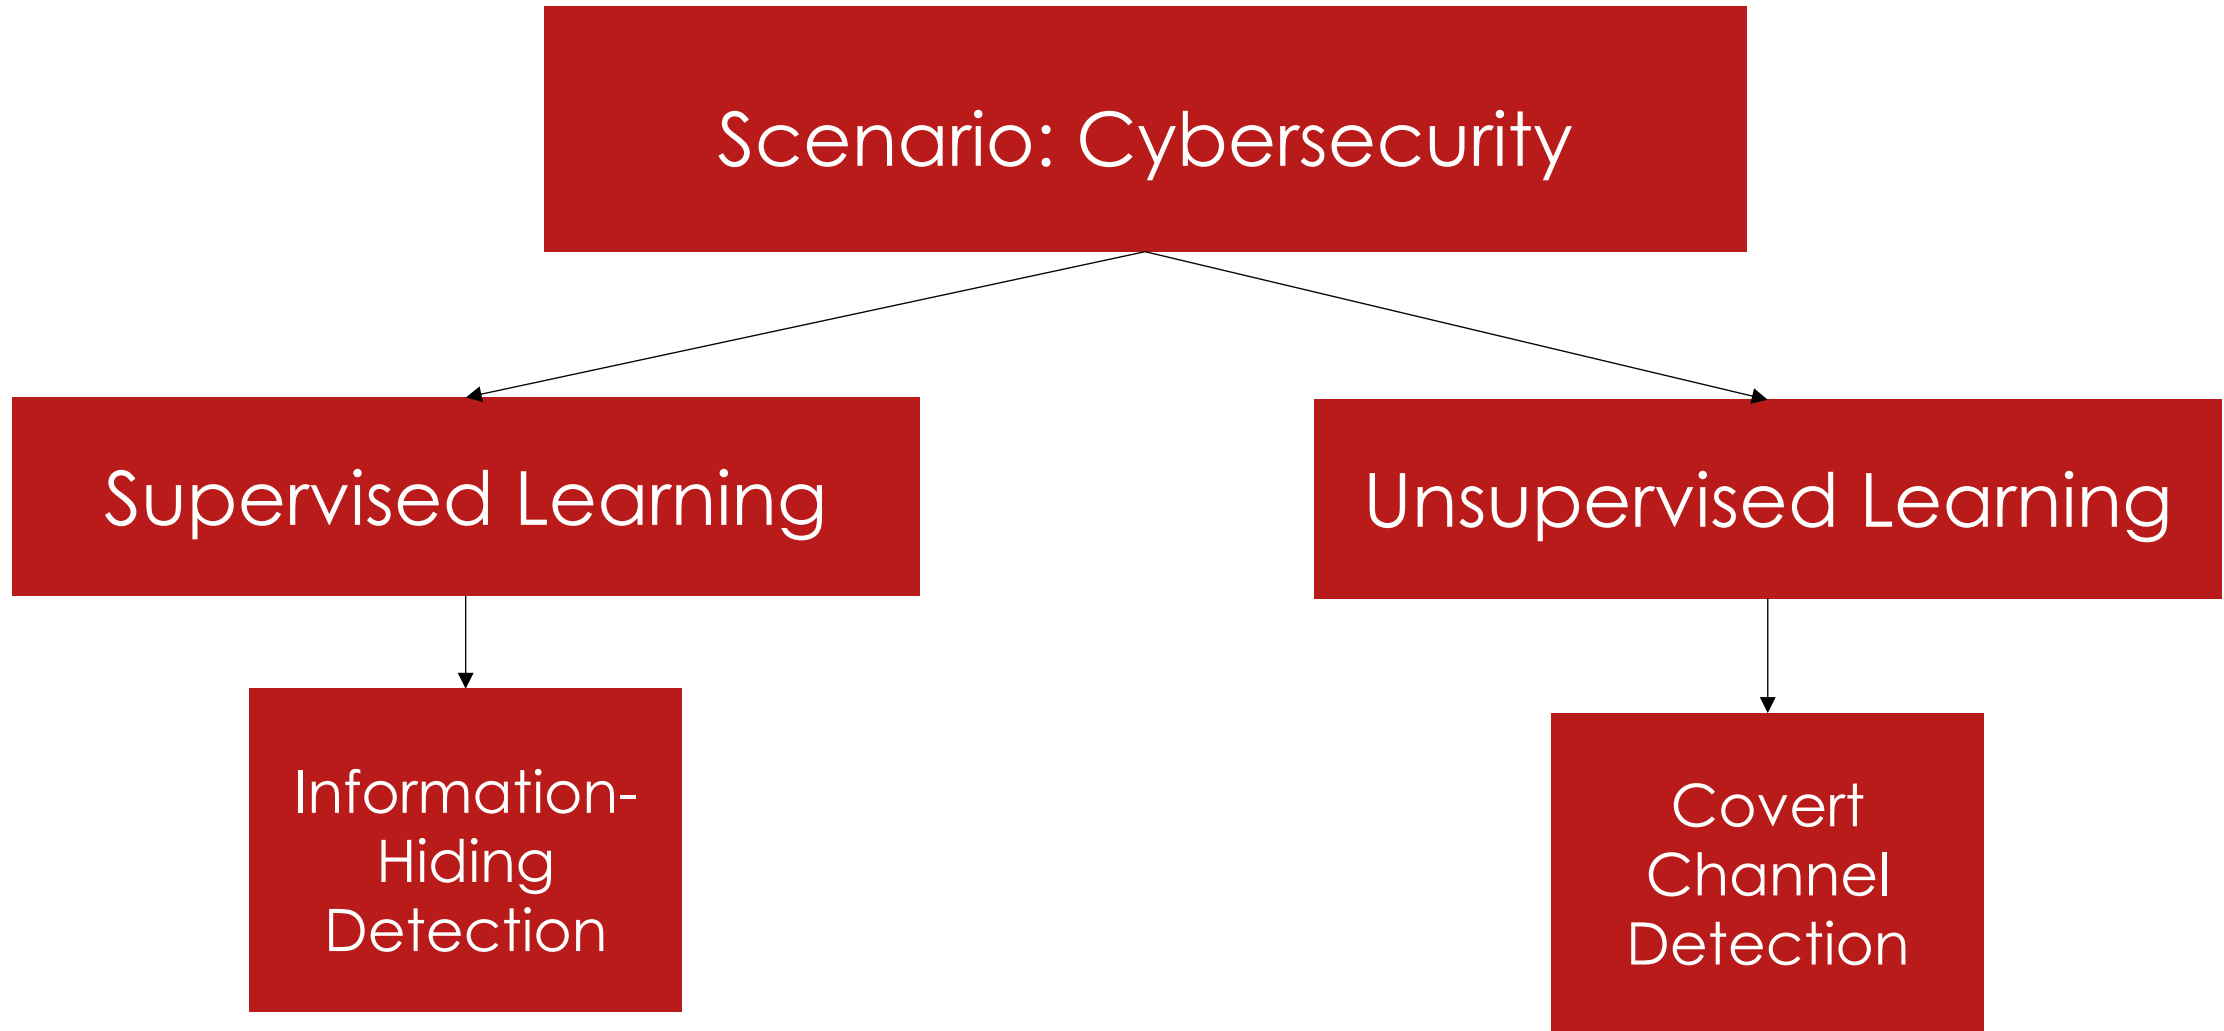 Scenario: Cybersecurity
Supervised Learning
Unsupervised Learning
Information-
Hiding
Detection
Covert
Channel
Detection